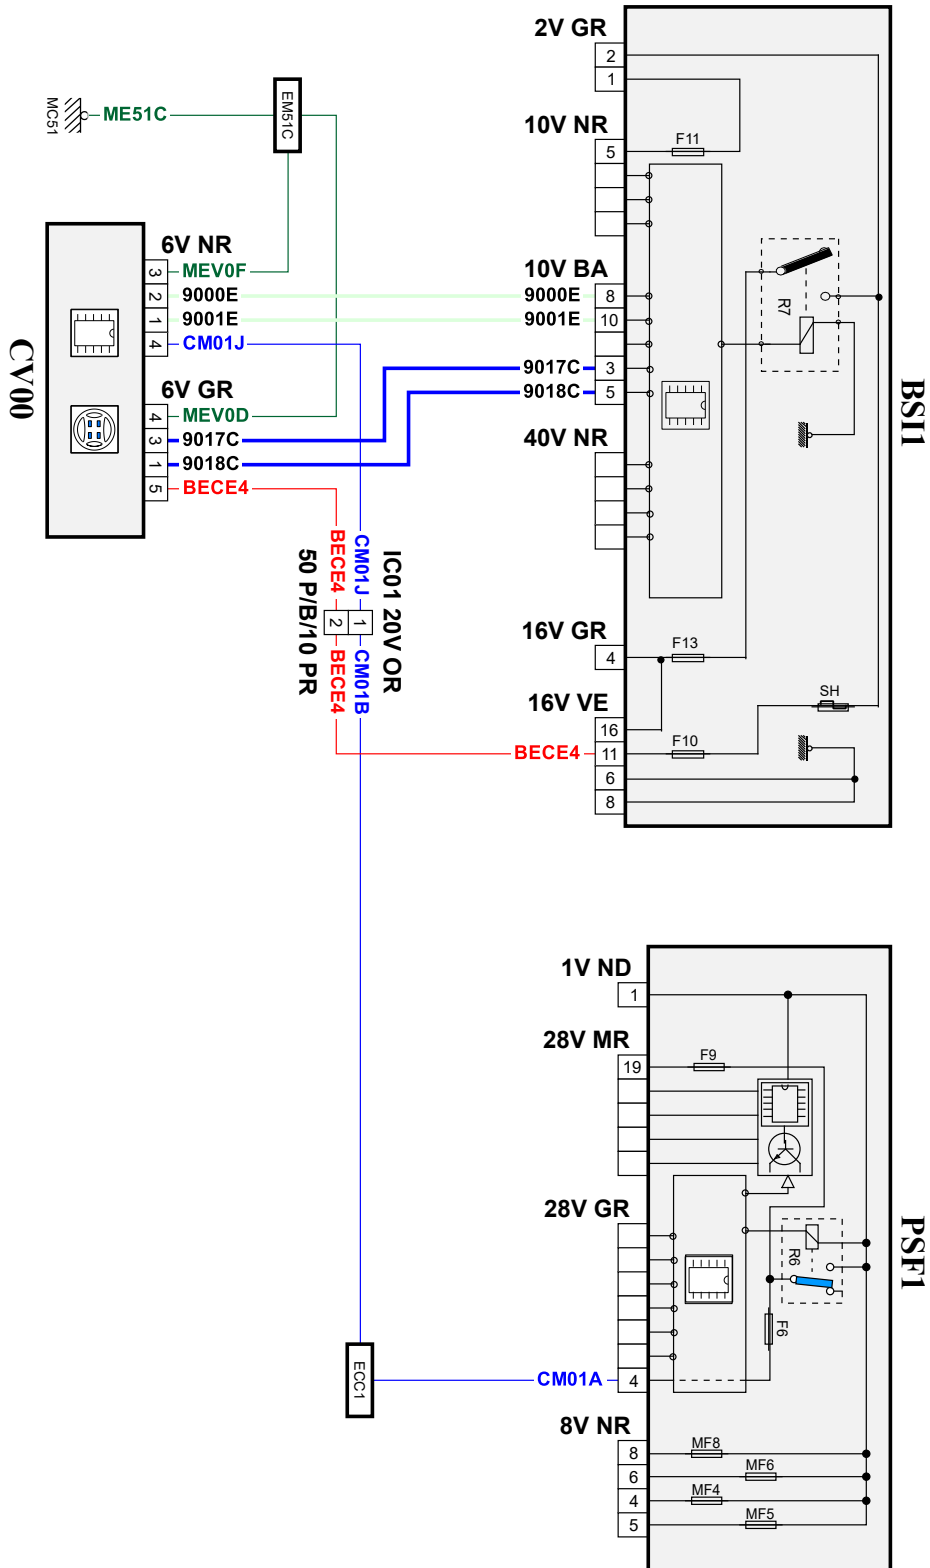 2V GR
2
1
10V NR
5
F11
10V BA
9000E
8
9001E
10
9017C
3
9018C
5
40V NR
R7
16V GR
4
F13
16V VE
16
BECE4
11
F10
6
8
SH
BSI1
MC51
ME51C
EM51C
6V NR
3
MEV0F
2
9000E
1
9001E
4
CM01J
6V GR
4
MEV0D
3
9017C
1
9018C
5
BECE4
CV00
CM01J
BECE4
IC01 20V OR
50 P/B/10 PR
1
2
CM01B
BECE4
ECC1
CM01A
1V ND
1
28V MR
19
F9
28V GR
R6
F6
4
8V NR
8
MF8
6
MF6
4
MF4
5
MF5
PSF1